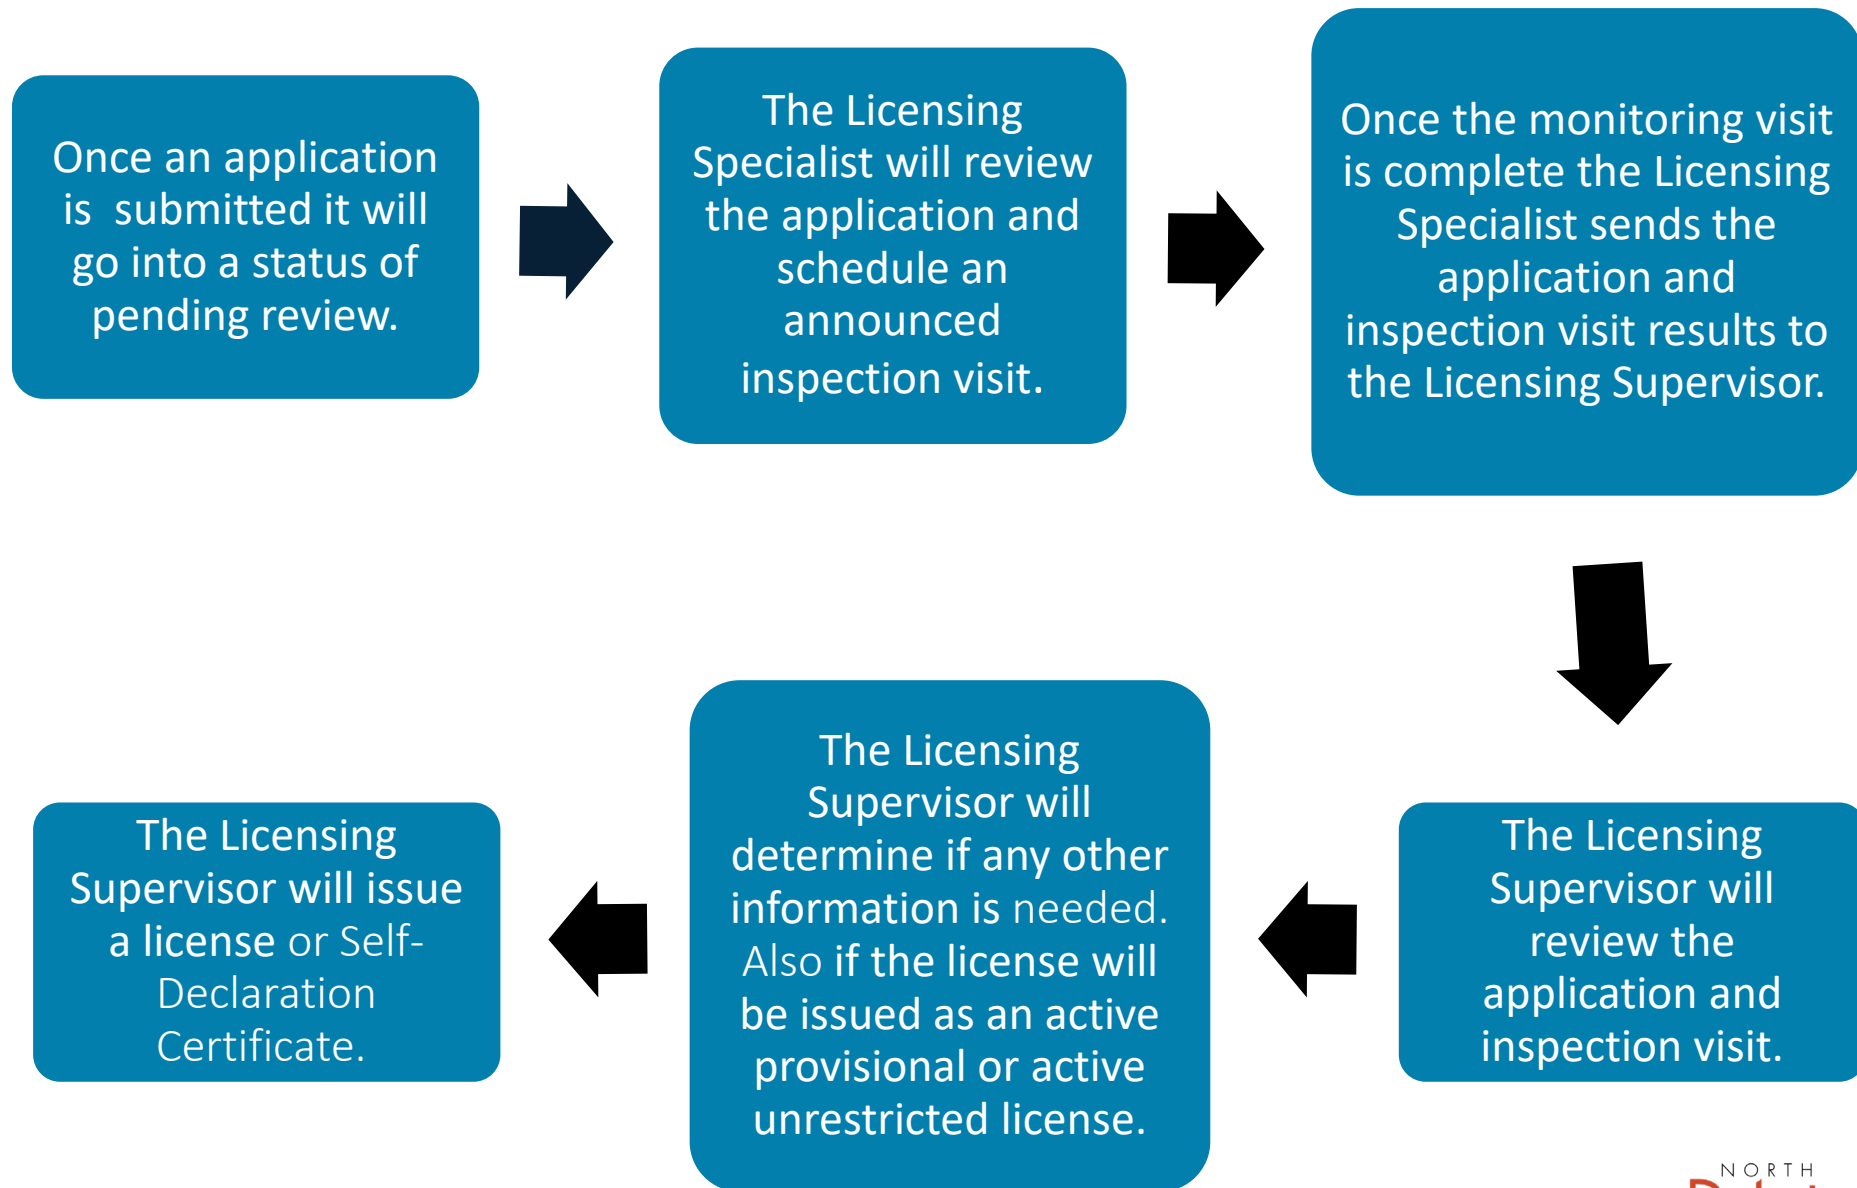 Once an application
is submitted it will
go into a status of
pending review.
The Licensing
Specialist will review
the application and
schedule an
announced
inspection visit.
Once the monitoring visit
is complete the Licensing
Specialist sends the
application and
inspection visit results to
the Licensing Supervisor.
The Licensing
Supervisor will
review the
application and
inspection visit.
The Licensing
Supervisor will
determine if any other
information is needed.
Also if the license will
be issued as an active
provisional or active
unrestricted license.
The Licensing
Supervisor will issue
a license or Self-
Declaration
Certificate.
NORTH